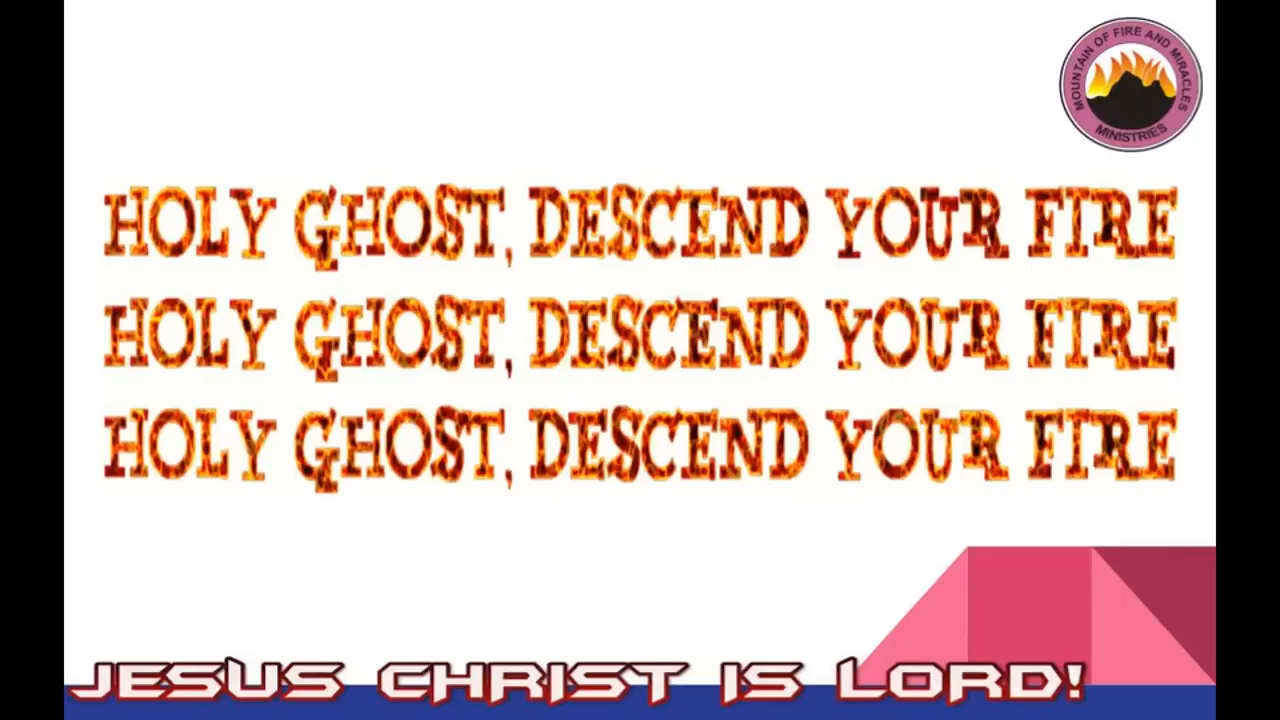 MOUNTAIN OF FIRE AND MIRACLES
MINISTRIES
HOLY GHOST, DESCEND YOUR FIRE
HOLY GHOST, DESCEND YOUR FIRE
HOLY GHOST, DESCEND YOUR FIRE
JESUS CHRIST IS LORD!